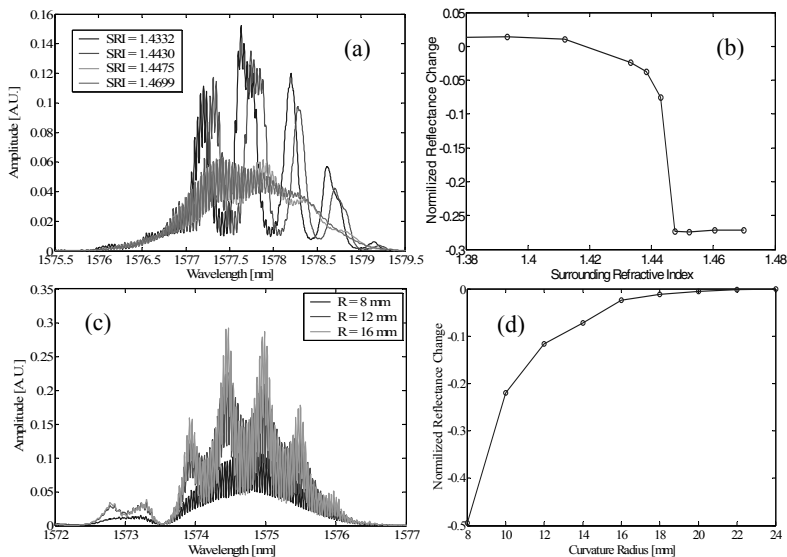 (a)
SRI = 1.4332
SRI = 1.4430
SRI = 1.4475
SRI = 1.4699
Amplitude [A.U.]
0.16
0.14
0.12
0.1
0.08
0.06
0.04
0.02
0
1575.5 1576 1576.5 1577 1577.5 1578 1578.5 1579 1579.5
Wavelength [nm]
(b)
Normilized Reflectance Change
0.05
0
-0.05
-0.1
-0.15
-0.2
-0.25
-0.3
1.38 1.4 1.42 1.44 1.46 1.48
Surrounding Refractive Index
(c)
R = 8 mm
R = 12 mm
R = 16 mm
Amplitude [A.U.]
0.35
0.3
0.25
0.2
0.15
0.1
0.05
0
1572 1573 1574 1575 1576 1577
Wavelength [nm]
(d)
Normilized Reflectance Change
0
-0.1
-0.2
-0.3
-0.4
-0.5
8 10 12 14 16 18 20 22 24
Curvature Radius [mm]